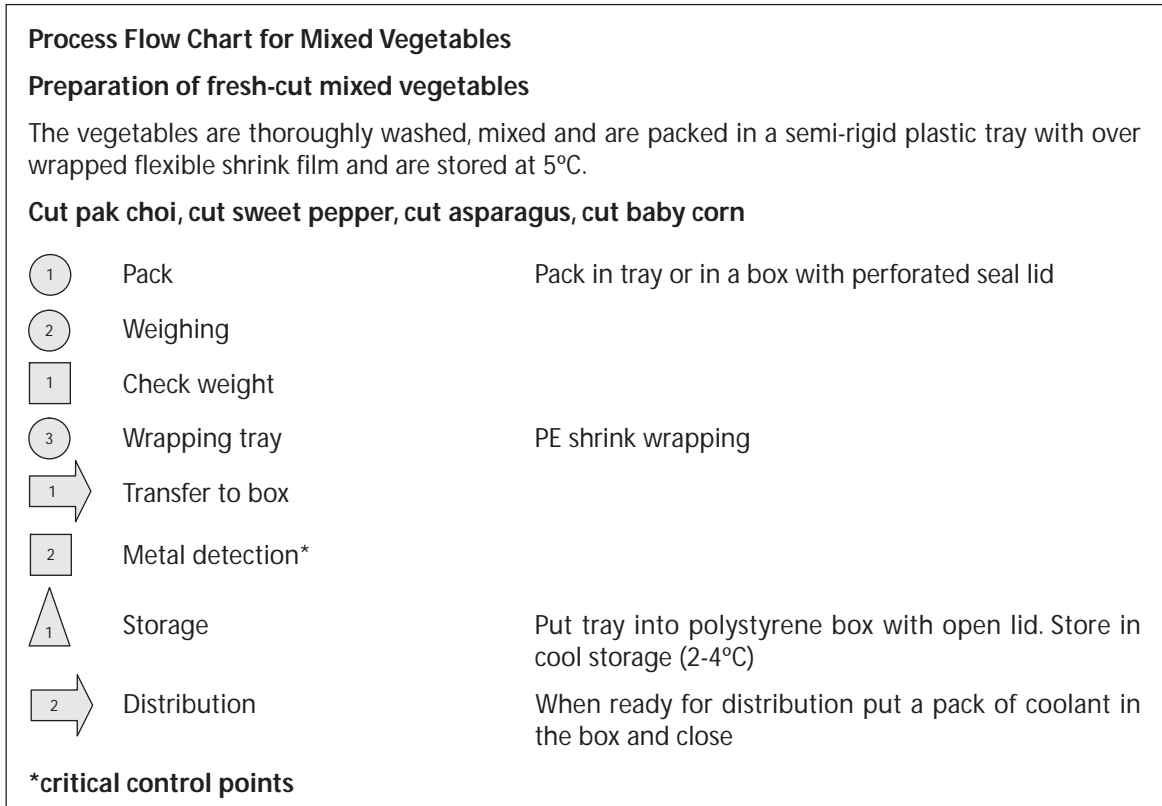 Process Flow Chart for Mixed Vegetables
Preparation of fresh-cut mixed vegetables
The vegetables are thoroughly washed, mixed and are packed in a semi-rigid plastic tray with over
wrapped flexible shrink film and are stored at 5ºC.
Cut pak choi, cut sweet pepper, cut asparagus, cut baby corn
1 Pack Pack in tray or in a box with perforated seal lid
2 Weighing
1 Check weight
3 Wrapping tray PE shrink wrapping
1 Transfer to box
2 Metal detection*
1 Storage Put tray into polystyrene box with open lid. Store in
cool storage (2-4ºC)
2 Distribution When ready for distribution put a pack of coolant in
the box and close
*critical control points